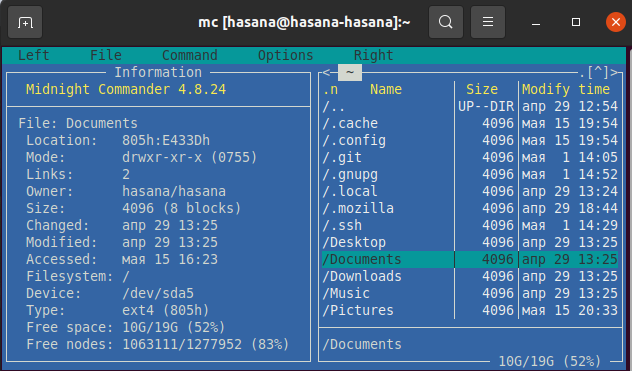 mc [hasana@hasana-hasana]:~
Left File Command Options Right
Information
Midnight Commander 4.8.24
File: Documents
Location: 805h:E433Dh
Mode: drwxr-xr-x (0755)
Links: 2
Owner: hasana/hasana
Size: 4096 (8 blocks)
Changed: апр 29 13:25
Modified: апр 29 13:25
Accessed: мая 15 16:23
Filesystem: /
Device: /dev/sda5
Type: ext4 (805h)
Free space: 10G/19G (52%)
Free nodes: 1063111/1277952 (83%)
<─ ~ .[^]>
.n Name Size Modify time
/.. UP--DIR апр 29 12:54
/.cache 4096 мая 15 19:54
/.config 4096 мая 15 19:54
/.git 4096 мая 1 14:05
/.gnupg 4096 мая 1 14:52
/.local 4096 апр 29 13:24
/.mozilla 4096 апр 29 18:44
/.ssh 4096 мая 1 14:29
/Desktop 4096 апр 29 13:25
/Documents 4096 апр 29 13:25
/Downloads 4096 апр 29 13:25
/Music 4096 апр 29 13:25
/Pictures 4096 мая 15 20:33
/Documents
10G/19G (52%)